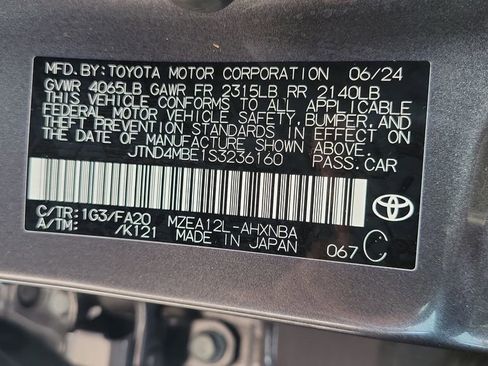 MFD.BY:TOYOTA MOTOR CORPORATION 06/24
GVWR 4065LB GAWR FR 2315LB RR 2140LB
THIS VEHICLE CONFORMS TO ALL APPLICABLE
FEDERAL MOTOR VEHICLE SAFETY,BUMPER,AND
THEFT PREVENTION STANDARDS IN EFFECT ON
THE DATE OF MANUFACTURE SHOWN ABOVE.
JTND4MBE1S3236160 PASS.CAR
C/TR:1G3/FA20 MZEA12L-AHXNBA
A/TM: /K121 MADE IN JAPAN 067 C